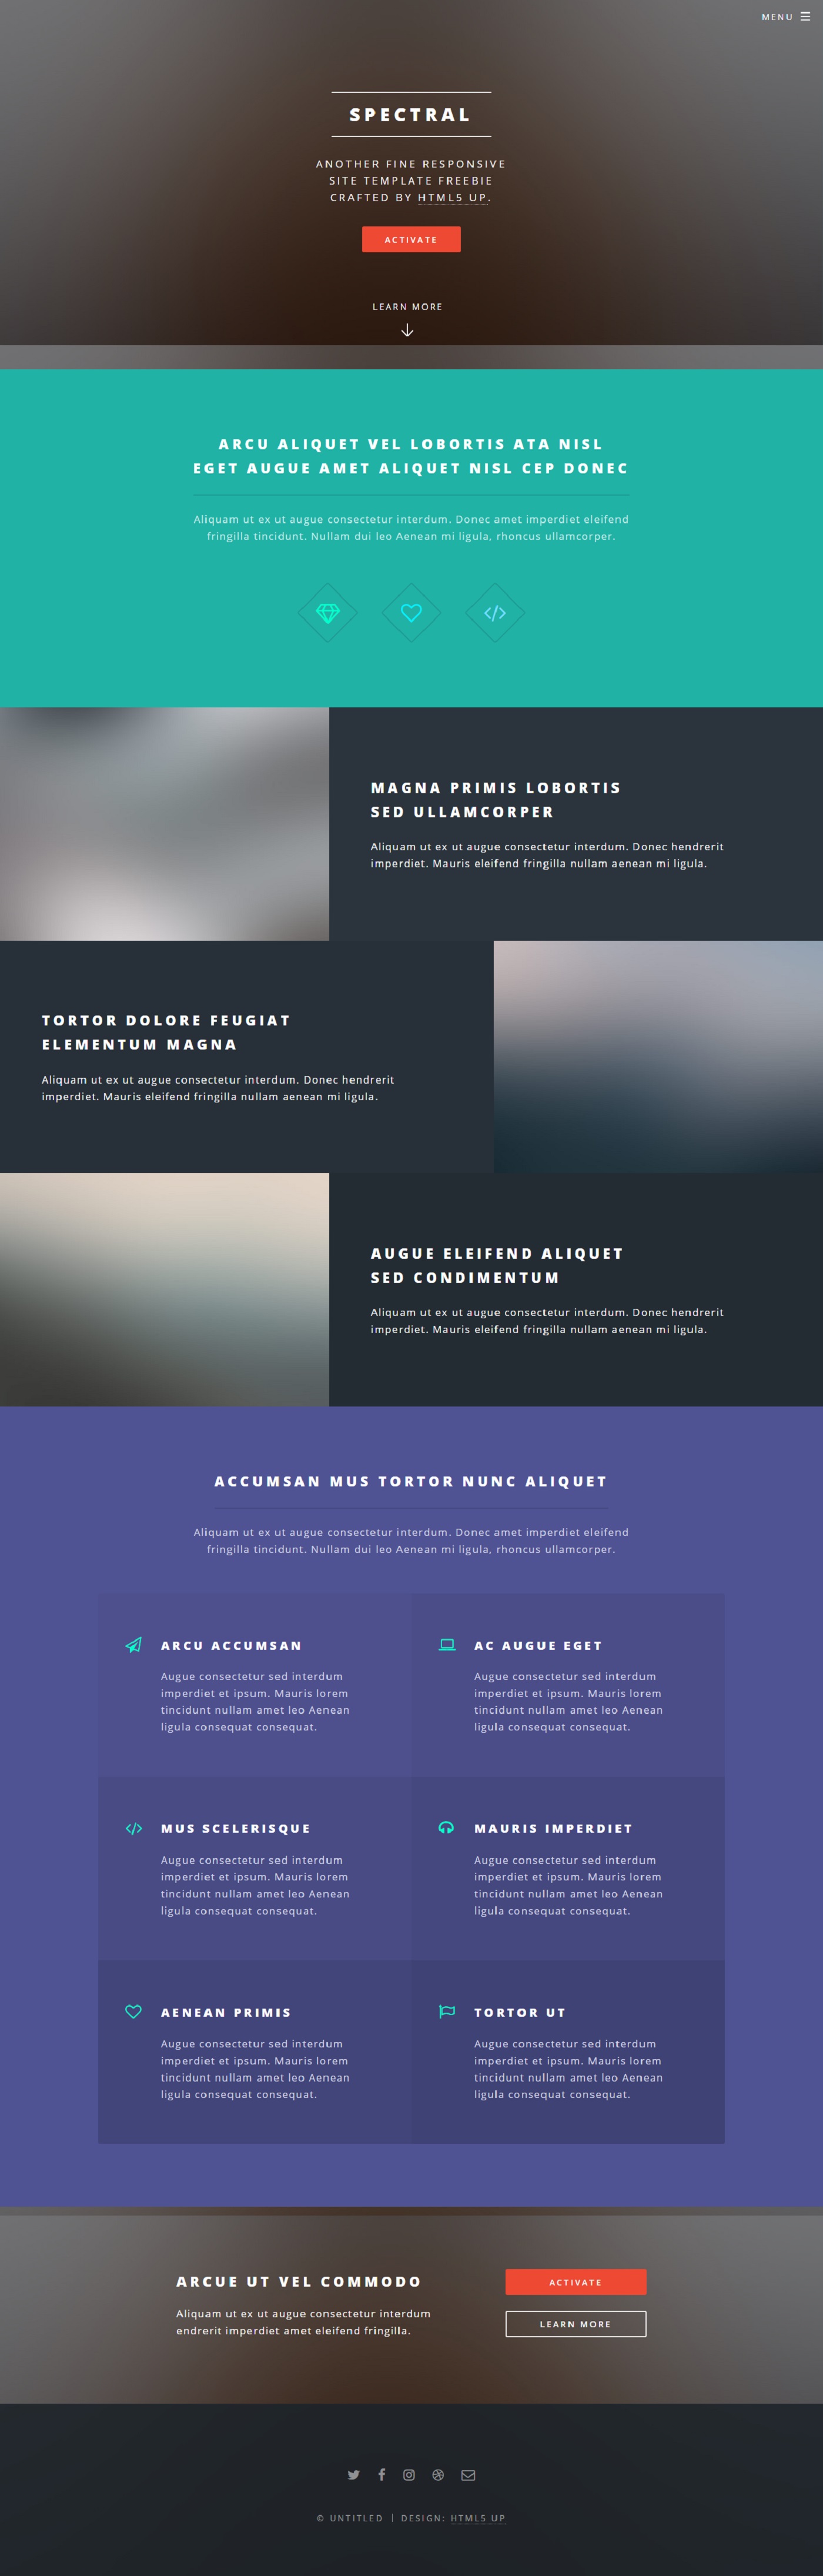 MENU
SPECTRAL
ANOTHER FINE RESPONSIVE
SITE TEMPLATE FREEBIE
CRAFTED BY HTML5 UP.
ACTIVATE
LEARN MORE
ARCU ALIQUET VEL LOBORTIS ATA NISL
EGET AUGUE AMET ALIQUET NISL CEP DONEC
Aliquam ut ex ut augue consectetur interdum. Donec amet imperdiet eleifend
fringilla tincidunt. Nullam dui leo Aenean mi ligula, rhoncus ullamcorper.
MAGNA PRIMIS LOBORTIS
SED ULLAMCORPER
Aliquam ut ex ut augue consectetur interdum. Donec hendrerit
imperdiet. Mauris eleifend fringilla nullam aenean mi ligula.
TORTOR DOLORE FEUGIAT
ELEMENTUM MAGNA
Aliquam ut ex ut augue consectetur interdum. Donec hendrerit
imperdiet. Mauris eleifend fringilla nullam aenean mi ligula.
AUGUE ELEIFEND ALIQUET
SED CONDIMENTUM
Aliquam ut ex ut augue consectetur interdum. Donec hendrerit
imperdiet. Mauris eleifend fringilla nullam aenean mi ligula.
ACCUMSAN MUS TORTOR NUNC ALIQUET
Aliquam ut ex ut augue consectetur interdum. Donec amet imperdiet eleifend
fringilla tincidunt. Nullam dui leo Aenean mi ligula, rhoncus ullamcorper.
ARCU ACCUMSAN
Augue consectetur sed interdum
imperdiet et ipsum. Mauris lorem
tincidunt nullam amet leo Aenean
ligula consequat consequat.
AC AUGUE EGET
Augue consectetur sed interdum
imperdiet et ipsum. Mauris lorem
tincidunt nullam amet leo Aenean
ligula consequat consequat.
MUS SCELERISQUE
Augue consectetur sed interdum
imperdiet et ipsum. Mauris lorem
tincidunt nullam amet leo Aenean
ligula consequat consequat.
MAURIS IMPERDIET
Augue consectetur sed interdum
imperdiet et ipsum. Mauris lorem
tincidunt nullam amet leo Aenean
ligula consequat consequat.
AENEAN PRIMIS
Augue consectetur sed interdum
imperdiet et ipsum. Mauris lorem
tincidunt nullam amet leo Aenean
ligula consequat consequat.
TORTOR UT
Augue consectetur sed interdum
imperdiet et ipsum. Mauris lorem
tincidunt nullam amet leo Aenean
ligula consequat consequat.
ARCUE UT VEL COMMODO
Aliquam ut ex ut augue consectetur interdum
endrerit imperdiet amet eleifend fringilla.
ACTIVATE
LEARN MORE
© UNTITLED | DESIGN: HTML5 UP